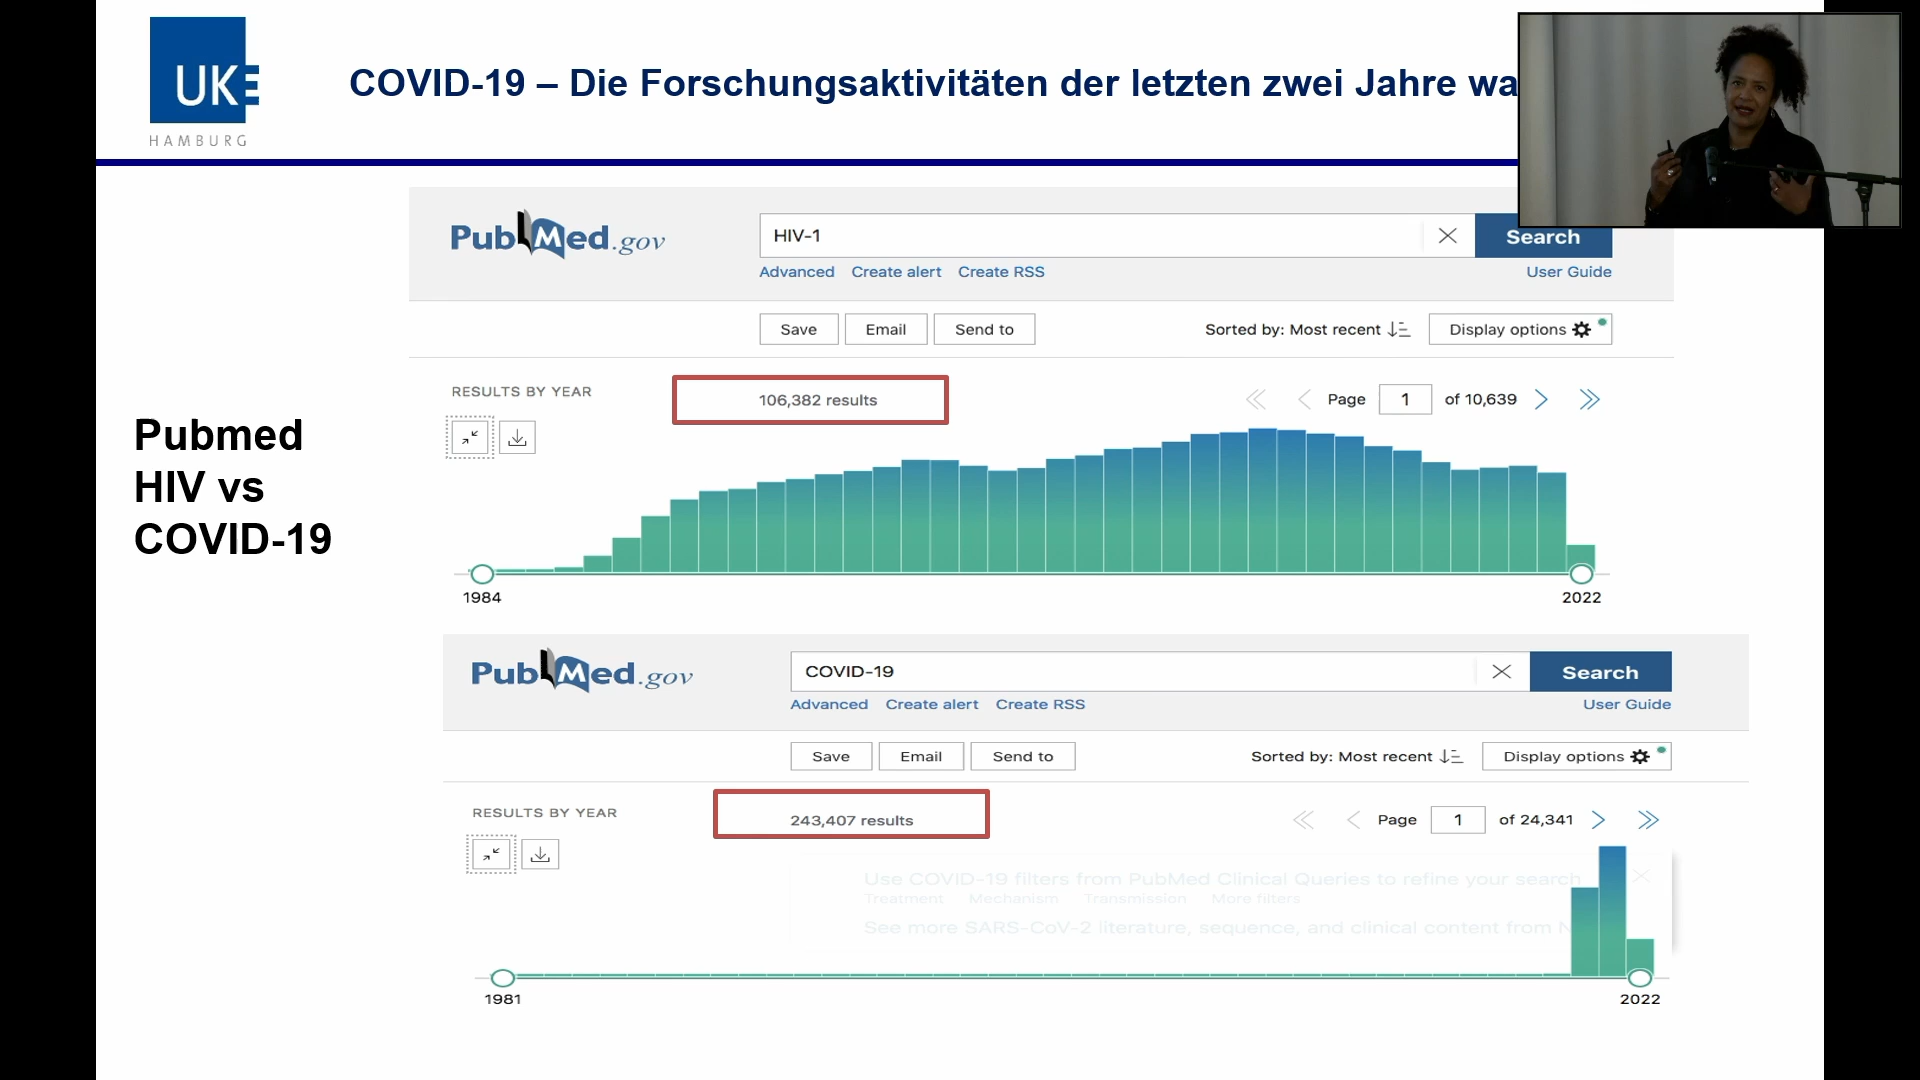 UKE
HAMBURG
COVID-19 – Die Forschungsaktivitäten der letzten zwei Jahre wa
PubMed.gov
HIV-1
Search
Advanced Create alert Create RSS
User Guide
Save Email Send to
Sorted by: Most recent
Display options
RESULTS BY YEAR
106,382 results
Page 1 of 10,639
Pubmed
HIV vs
COVID-19
1984
2022
PubMed.gov
COVID-19
Search
Advanced Create alert Create RSS
User Guide
Save Email Send to
Sorted by: Most recent
Display options
RESULTS BY YEAR
243,407 results
Page 1 of 24,341
Use COVID-19 filters from PubMed Clinical Queries to refine your search
Treatment Mechanism Transmission More filters
See more SARS-CoV-2 literature, sequence, and clinical content from N
1981
2022